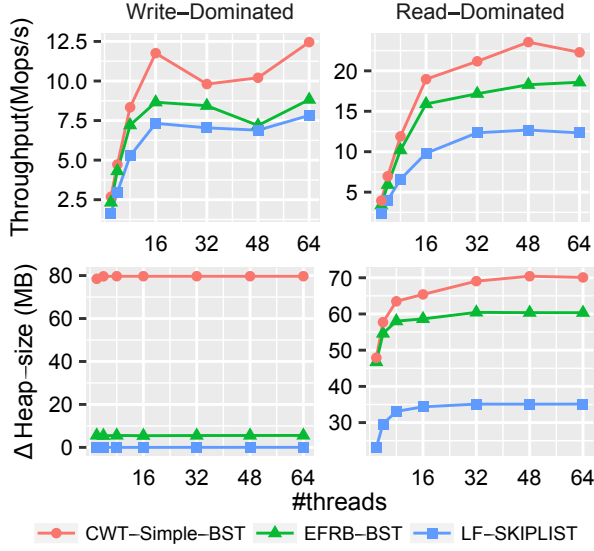 Write–Dominated Read–Dominated
Throughput(Mops/s)
12.5
10.0
7.5
5.0
2.5
20
15
10
5
16 32 48 64 16 32 48 64
Δ Heap–size (MB)
80
60
40
20
0
70
60
50
40
30
16 32 48 64 16 32 48 64
#threads
CWT–Simple–BST EFRB–BST LF–SKIPLIST